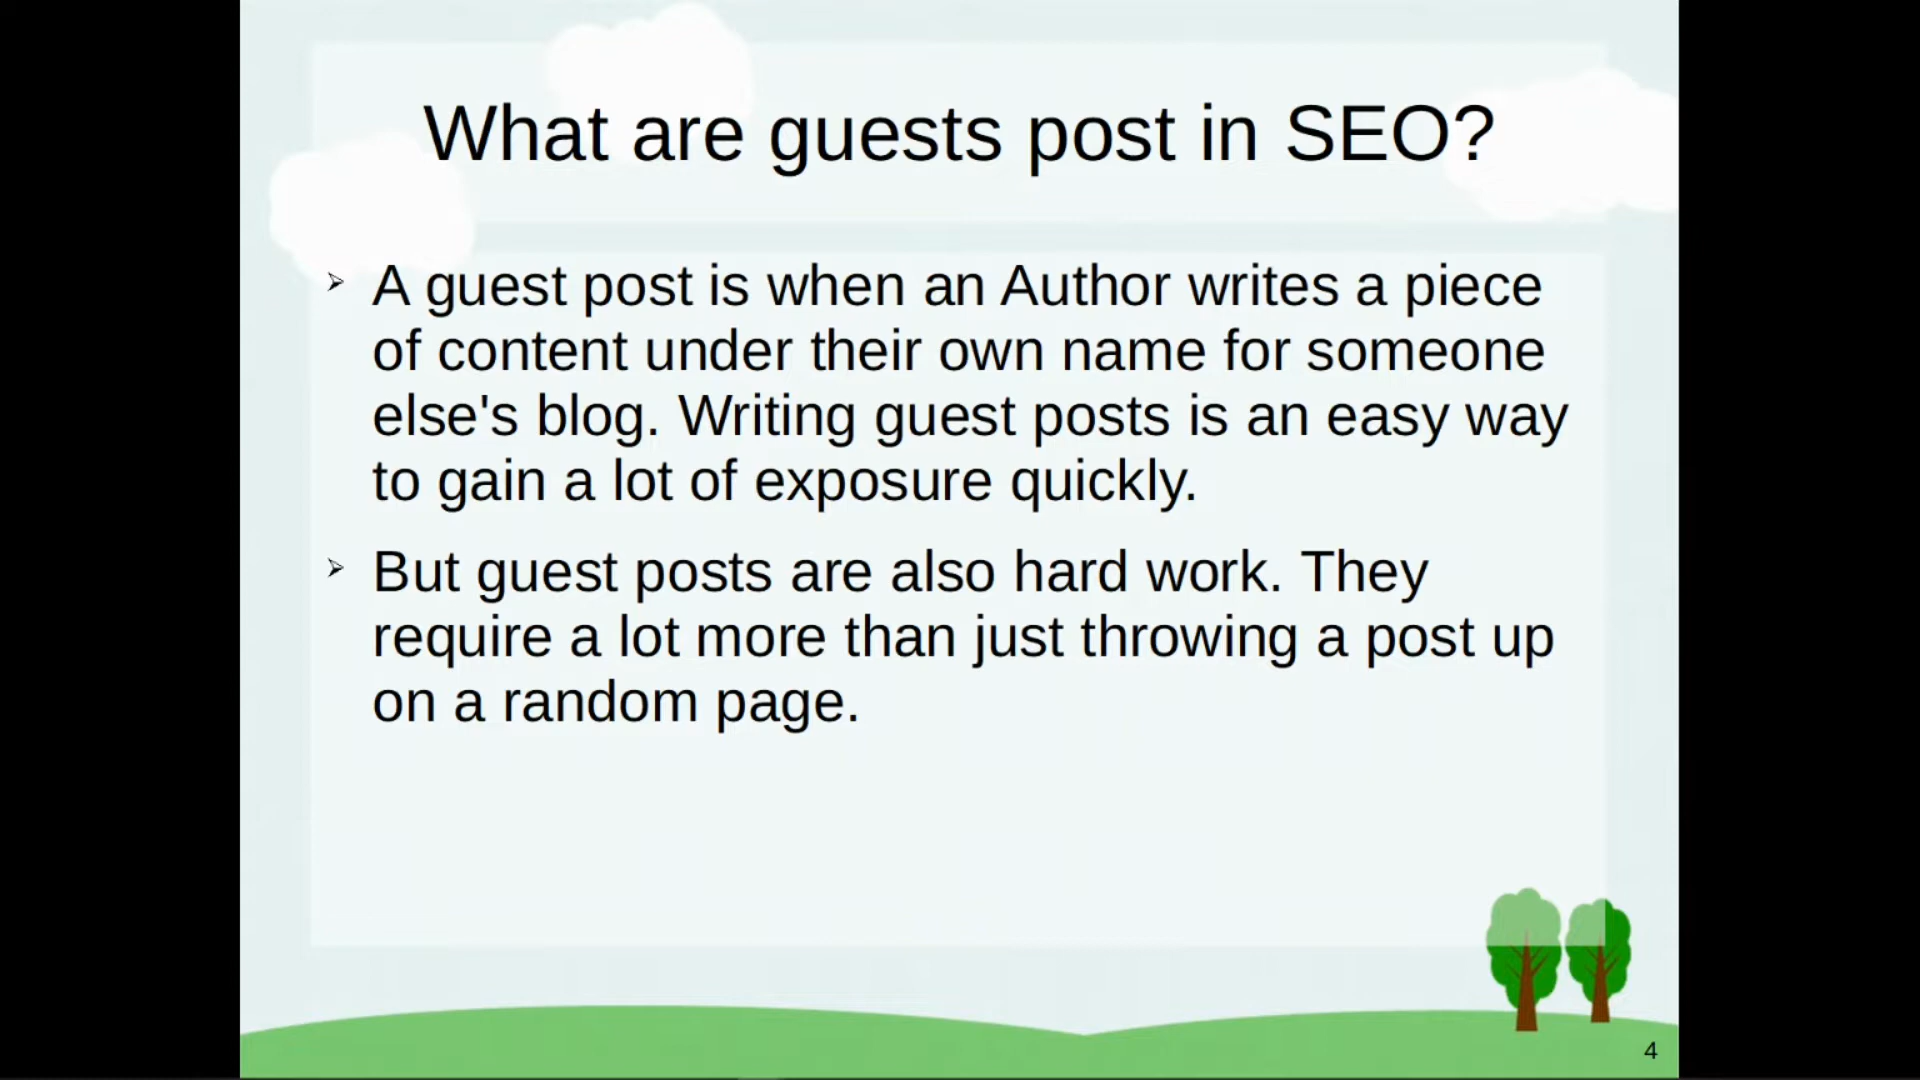 What are guests post in SEO?
➢ A guest post is when an Author writes a piece
of content under their own name for someone
else's blog. Writing guest posts is an easy way
to gain a lot of exposure quickly.
➢ But guest posts are also hard work. They
require a lot more than just throwing a post up
on a random page.
4